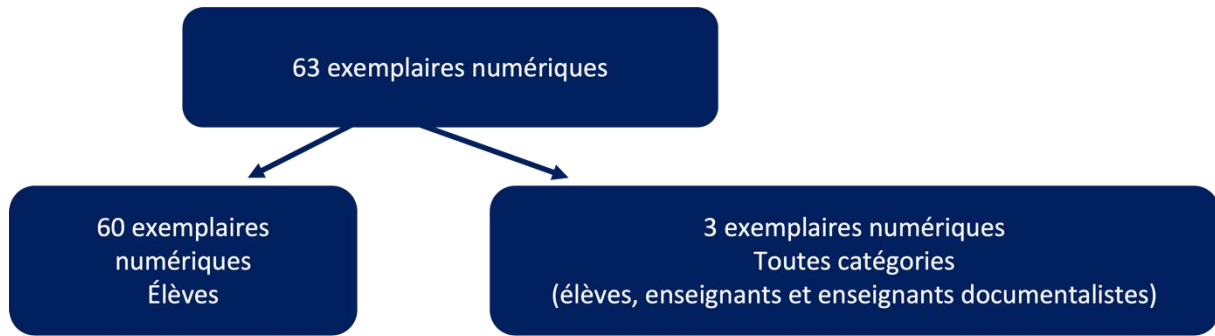 63 exemplaires numériques
60 exemplaires
numériques
Élèves
3 exemplaires numériques
Toutes catégories
(élèves, enseignants et enseignants documentalistes)